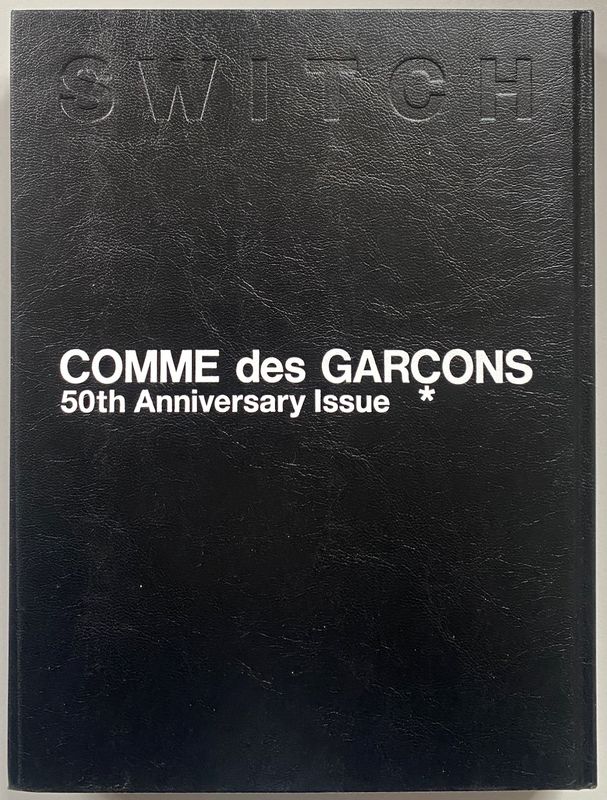 SWITCH
COMME des GARÇONS
50th Anniversary Issue *